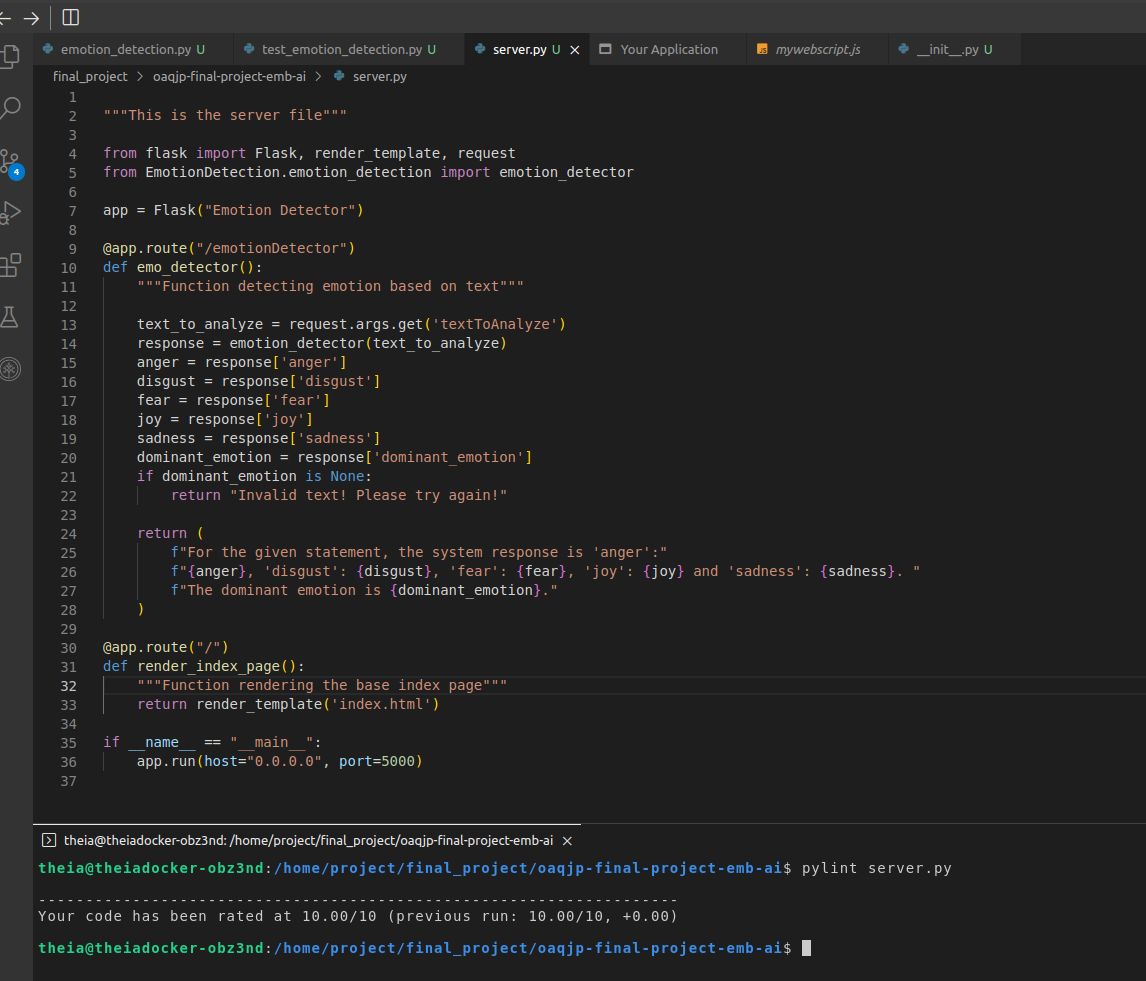 emotion_detection.py U
test_emotion_detection.py U
server.py U
Your Application
mywebscript.js
__init__.py U
final_project > oaqjp-final-project-emb-ai > server.py
4
1
2 """This is the server file"""
3
4 from flask import Flask, render_template, request
5 from EmotionDetection.emotion_detection import emotion_detector
6
7 app = Flask("Emotion Detector")
8
9 @app.route("/emotionDetector")
10 def emo_detector():
11     """Function detecting emotion based on text"""
12
13     text_to_analyze = request.args.get('textToAnalyze')
14     response = emotion_detector(text_to_analyze)
15     anger = response['anger']
16     disgust = response['disgust']
17     fear = response['fear']
18     joy = response['joy']
19     sadness = response['sadness']
20     dominant_emotion = response['dominant_emotion']
21     if dominant_emotion is None:
22         return "Invalid text! Please try again!"
23
24     return (
25         f"For the given statement, the system response is 'anger':"
26         f"{anger}, 'disgust': {disgust}, 'fear': {fear}, 'joy': {joy} and 'sadness': {sadness}. "
27         f"The dominant emotion is {dominant_emotion}."
28     )
29
30 @app.route("/")
31 def render_index_page():
32     """Function rendering the base index page"""
33     return render_template('index.html')
34
35 if __name__ == "__main__":
36     app.run(host="0.0.0.0", port=5000)
37
theia@theiadocker-obz3nd: /home/project/final_project/oaqjp-final-project-emb-ai
theia@theiadocker-obz3nd:/home/project/final_project/oaqjp-final-project-emb-ai$ pylint server.py
--------------------------------------------------------------------
Your code has been rated at 10.00/10 (previous run: 10.00/10, +0.00)
theia@theiadocker-obz3nd:/home/project/final_project/oaqjp-final-project-emb-ai$